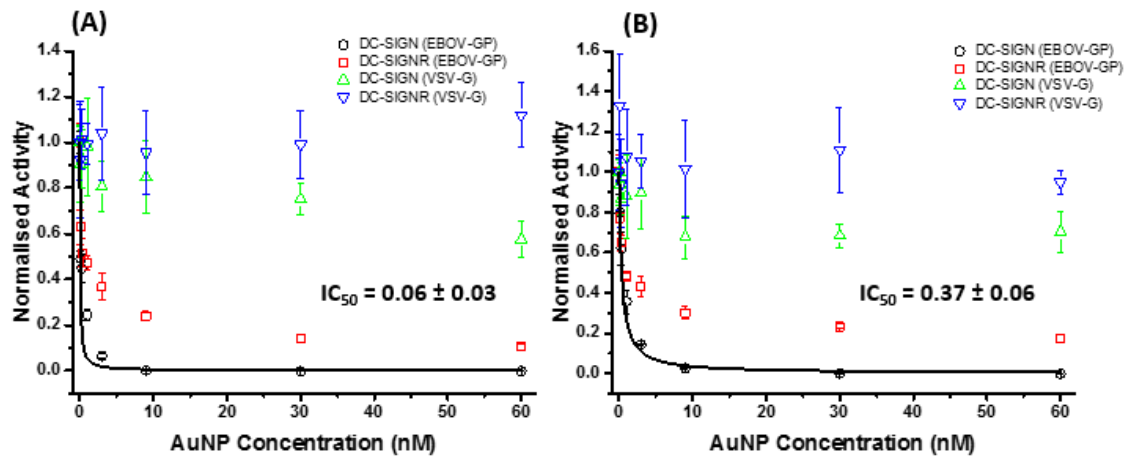 (A)
DC-SIGN (EBOV-GP)
DC-SIGNR (EBOV-GP)
DC-SIGN (VSV-G)
DC-SIGNR (VSV-G)
1.4
1.2
1.0
0.8
0.6
0.4
0.2
0.0
Normalised Activity
IC50 = 0.06 ± 0.03
0 10 20 30 40 50 60
AuNP Concentration (nM)
(B)
DC-SIGN (EBOV-GP)
DC-SIGNR (EBOV-GP)
DC-SIGN (VSV-G)
DC-SIGNR (VSV-G)
1.6
1.4
1.2
1.0
0.8
0.6
0.4
0.2
0.0
Normalised Activity
IC50 = 0.37 ± 0.06
0 10 20 30 40 50 60
AuNP Concentration (nM)